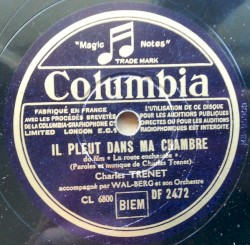 "Magic Notes"
TRADE MARK
Columbia
FABRIQUÉ EN FRANCE
AVEC LES PROCÉDÉS BREVETÉS
DE LA COLUMBIA-GRAPHOPHONE Cº
LIMITED LONDON E.C.1
L'UTILISATION DE CE DISQUE
POUR LES AUDITIONS PUBLIQUES
DIRECTES OU POUR LES AUDITIONS
RADIOPHONIQUES EST INTERDITE
IL PLEUT DANS MA CHAMBRE
du film « La route enchantée »
(Paroles et musique de Charles Trenet)
Charles TRENET
accompagné par WAL-BERG et son Orchestre
CL 6800
BIEM
DF 2472